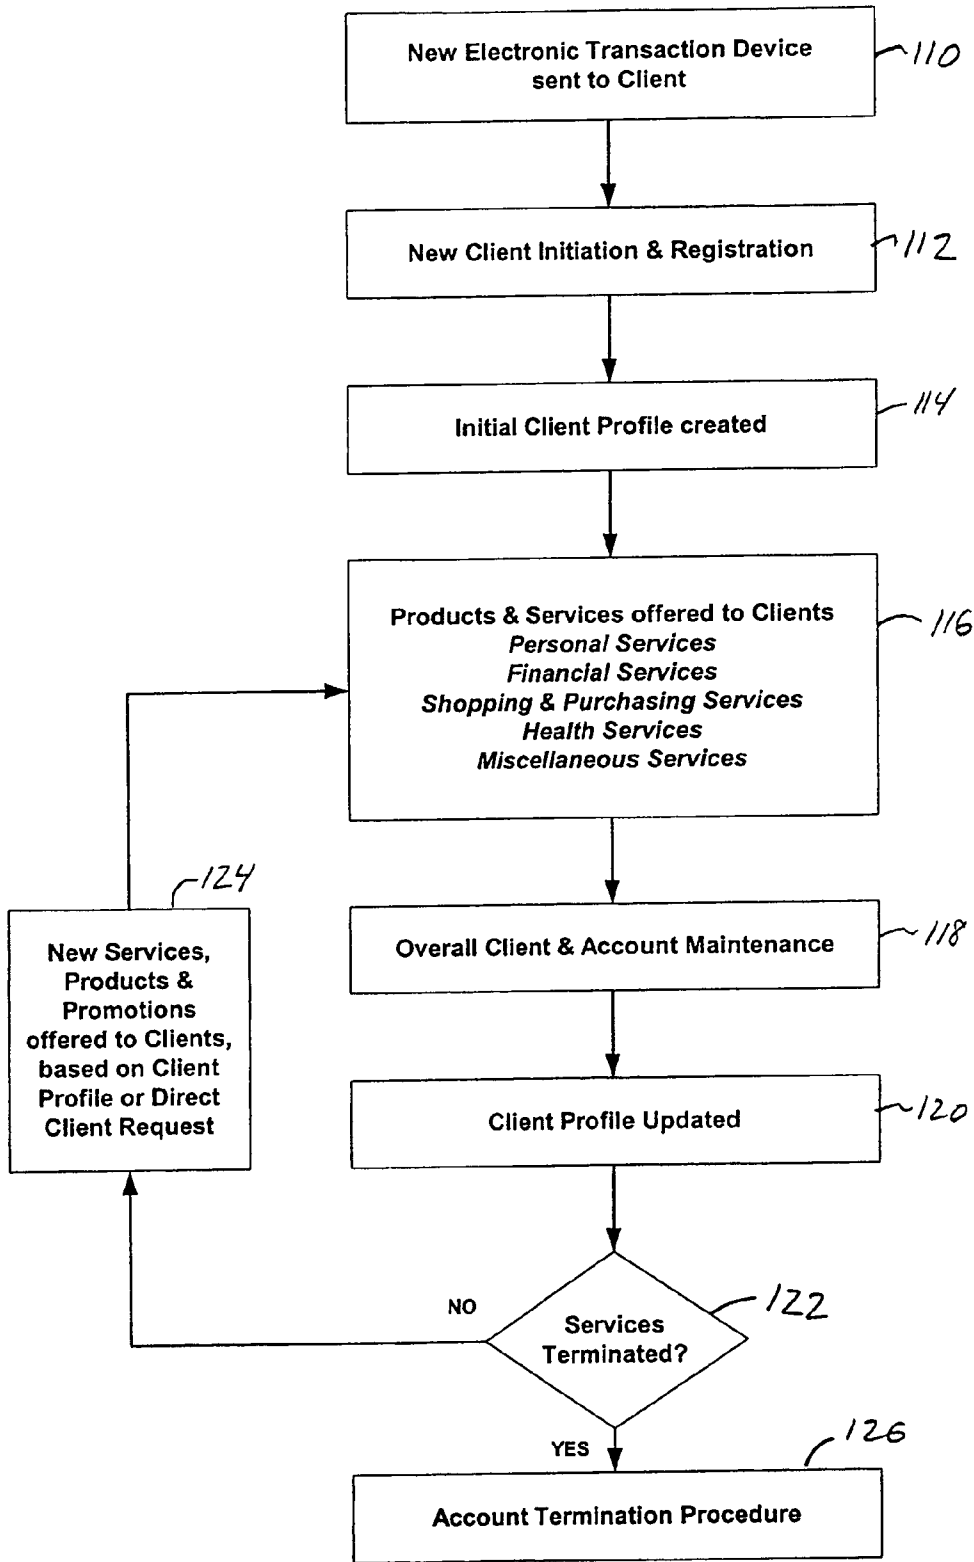 New Electronic Transaction Device
sent to Client
110
New Client Initiation & Registration
112
Initial Client Profile created
114
Products & Services offered to Clients
Personal Services
Financial Services
Shopping & Purchasing Services
Health Services
Miscellaneous Services
116
124
New Services,
Products &
Promotions
offered to Clients,
based on Client
Profile or Direct
Client Request
Overall Client & Account Maintenance
118
Client Profile Updated
120
NO
Services
Terminated?
122
YES
126
Account Termination Procedure